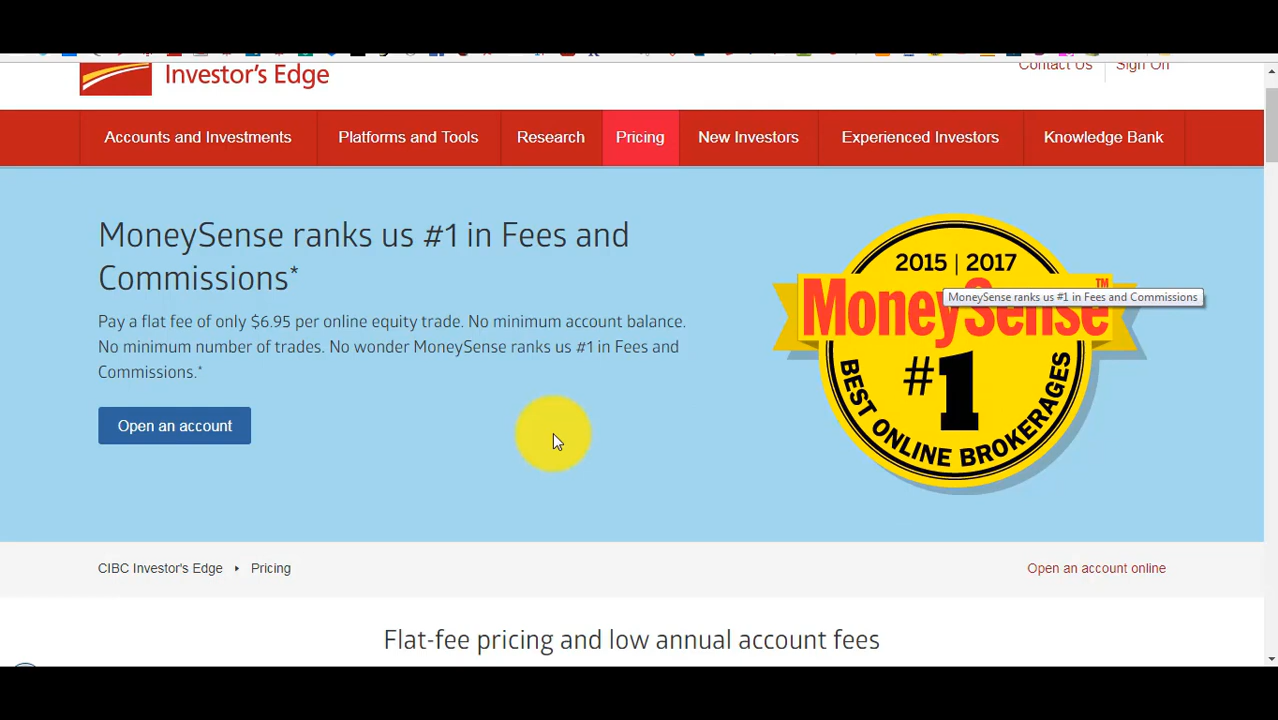 Investor's Edge
Contact Us Sign On
Accounts and Investments Platforms and Tools Research Pricing New Investors Experienced Investors Knowledge Bank
MoneySense ranks us #1 in Fees and
Commissions*
Pay a flat fee of only $6.95 per online equity trade. No minimum account balance.
No minimum number of trades. No wonder MoneySense ranks us #1 in Fees and
Commissions.*
Open an account
2015 | 2017
MoneySense™
MoneySense ranks us #1 in Fees and Commissions
#1
BEST ONLINE BROKERAGES
CIBC Investor's Edge Pricing
Open an account online
Flat-fee pricing and low annual account fees